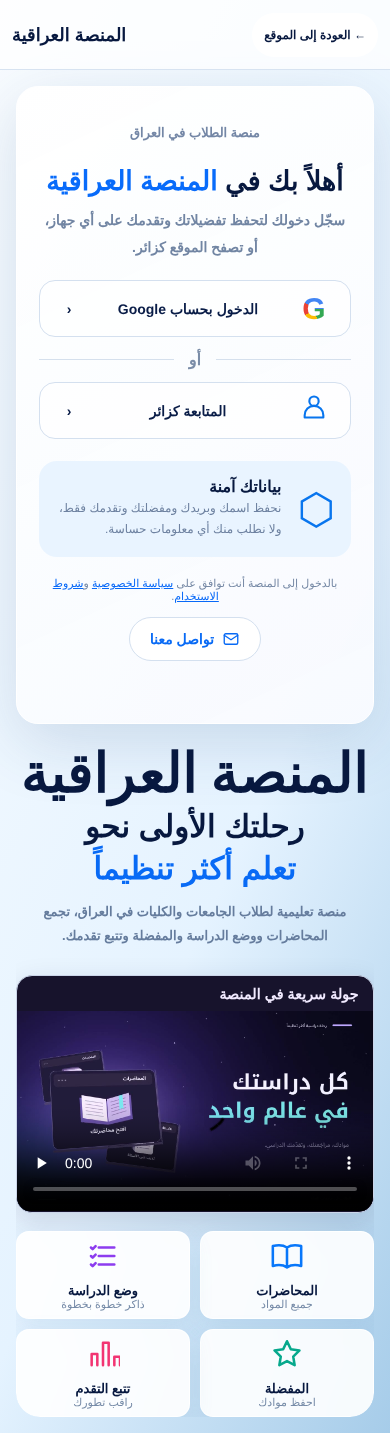 ← العودة إلى الموقع
المنصة العراقية
منصة الطلاب في العراق
أهلاً بك في المنصة العراقية
سجّل دخولك لتحفظ تفضيلاتك وتقدمك على أي جهاز،
أو تصفح الموقع كزائر.
الدخول بحساب Google
أو
المتابعة كزائر
بياناتك آمنة
نحفظ اسمك وبريدك ومفضلتك وتقدمك فقط،
ولا نطلب منك أي معلومات حساسة.
بالدخول إلى المنصة أنت توافق على سياسة الخصوصية وشروط
الاستخدام.
تواصل معنا
المنصة العراقية
رحلتك الأولى نحو
تعلم أكثر تنظيماً
منصة تعليمية لطلاب الجامعات والكليات في العراق، تجمع
المحاضرات ووضع الدراسة والمفضلة وتتبع تقدمك.
جولة سريعة في المنصة
كل دراستك
في عالم واحد
المحاضرات
المحاضرات
افتح محاضرتك
0:00
المحاضرات
جميع المواد
وضع الدراسة
ذاكر خطوة بخطوة
المفضلة
احفظ موادك
تتبع التقدم
راقب تطورك